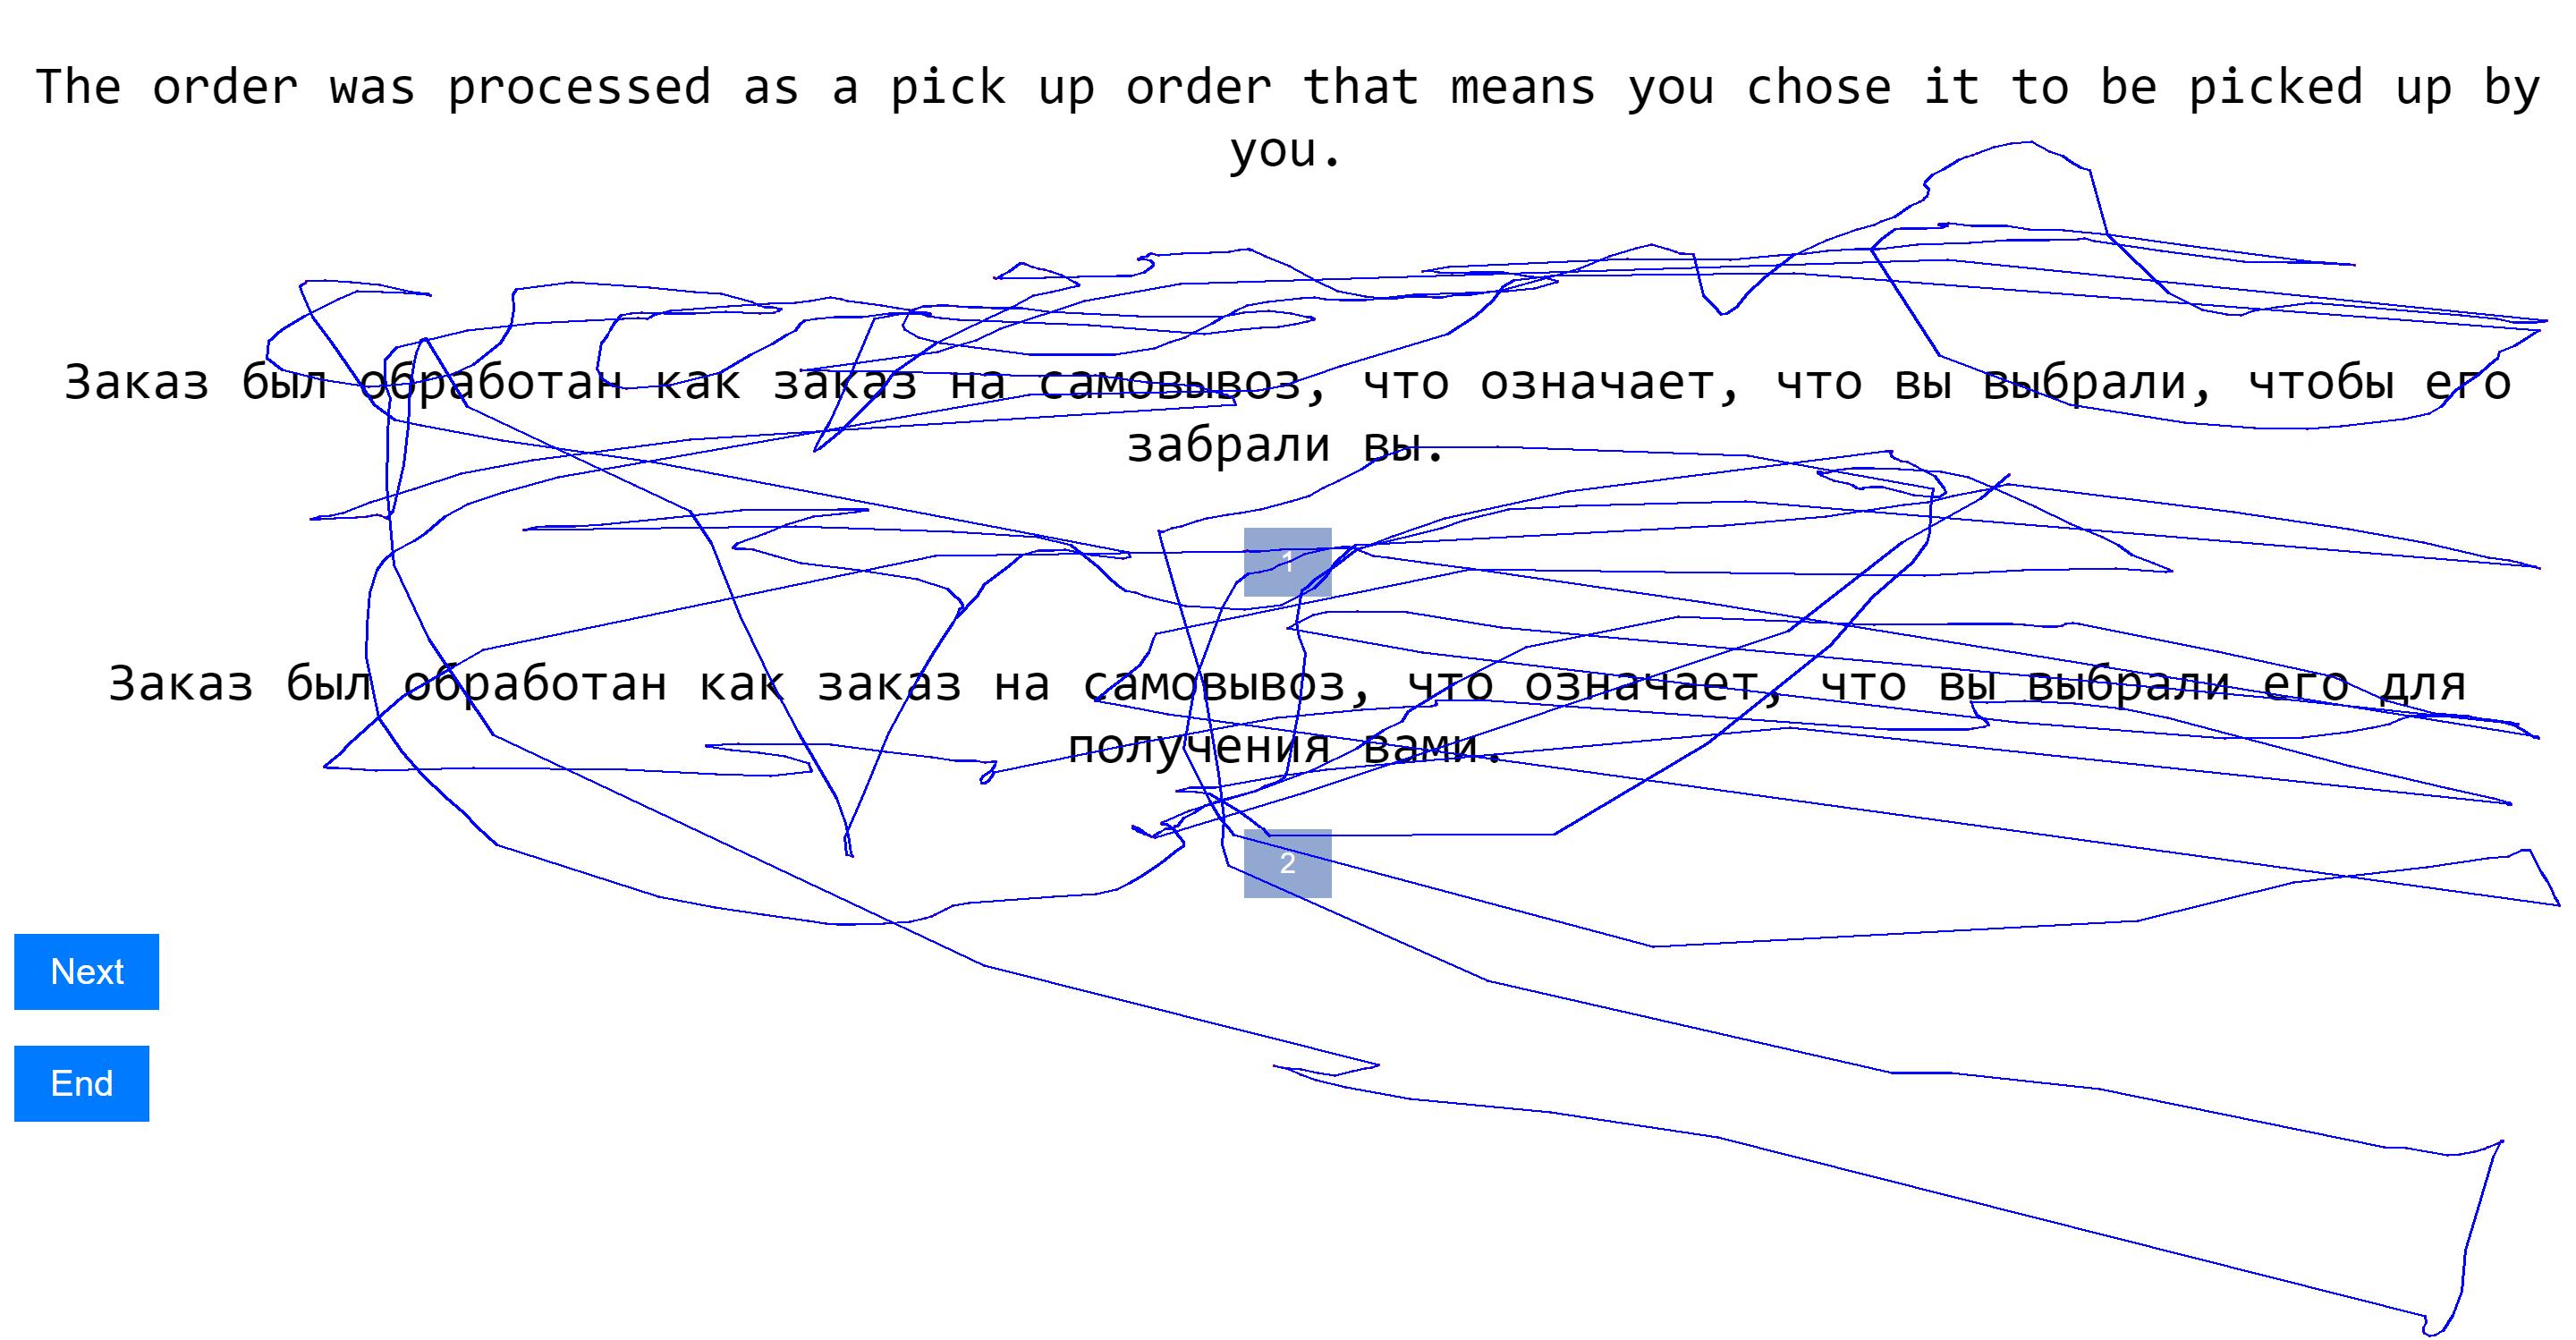 The order was processed as a pick up order that means you chose it to be picked up by
you.
Заказ был обработан как заказ на самовывоз, что означает, что вы выбрали, чтобы его
забрали вы.
1
Заказ был обработан как заказ на самовывоз, что означает, что вы выбрали его для
получения вами.
2
Next
End